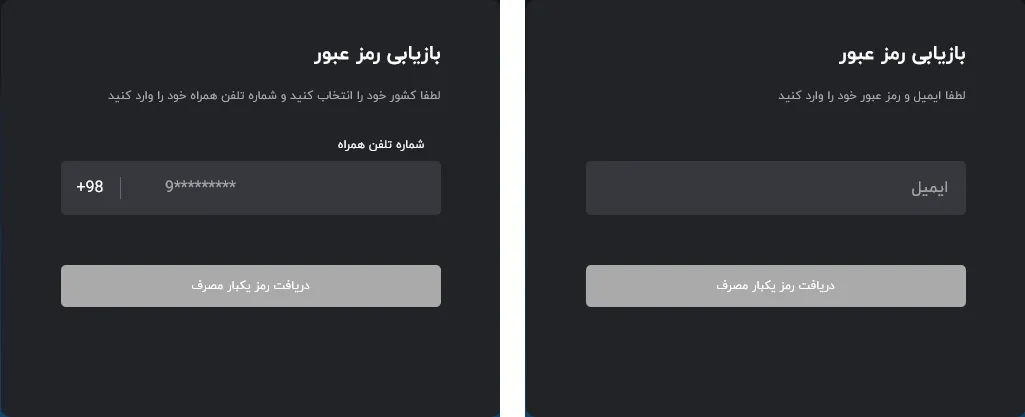 بازیابی رمز عبور
لطفا ایمیل و رمز عبور خود را وارد کنید
ایمیل
دریافت رمز یکبار مصرف
بازیابی رمز عبور
لطفا کشور خود را انتخاب کنید و شماره تلفن همراه خود را وارد کنید
شماره تلفن همراه
+98 9*********
دریافت رمز یکبار مصرف